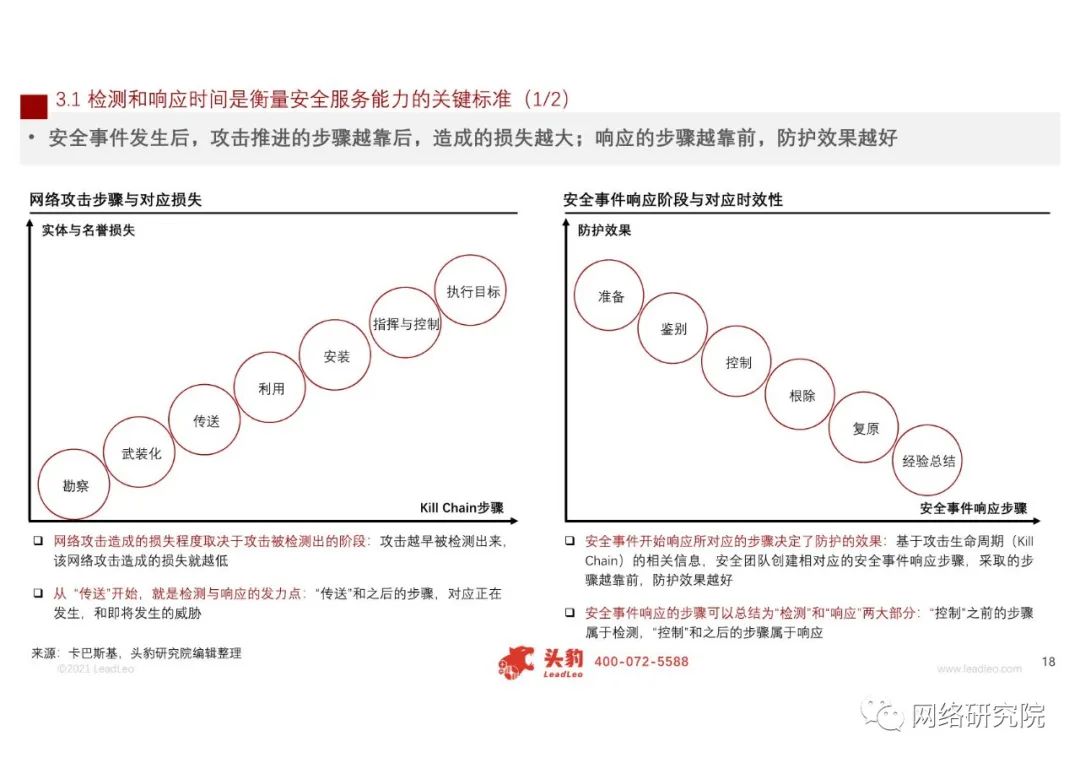 3.1 检测和响应时间是衡量安全服务能力的关键标准（1/2）
• 安全事件发生后，攻击推进的步骤越靠后，造成的损失越大；响应的步骤越靠前，防护效果越好
网络攻击步骤与对应损失
实体与名誉损失
执行目标
指挥与控制
安装
利用
传送
武装化
勘察
Kill Chain步骤
网络攻击造成的损失程度取决于攻击被检测出的阶段：攻击越早被检测出来，
该网络攻击造成的损失就越低
从“传送”开始，就是检测与响应的发力点：“传送”和之后的步骤，对应正在
发生，和即将发生的威胁
安全事件响应阶段与对应时效性
防护效果
准备
鉴别
控制
根除
复原
经验总结
安全事件响应步骤
安全事件开始响应所对应的步骤决定了防护的效果：基于攻击生命周期（Kill
Chain）的相关信息，安全团队创建相对应的安全事件响应步骤，采取的步
骤越靠前，防护效果越好
安全事件响应的步骤可以总结为“检测”和“响应”两大部分：“控制”之前的步骤
属于检测，“控制”和之后的步骤属于响应
来源：卡巴斯基，头豹研究院编辑整理
©2021 LeadLeo
头豹
LeadLeo
400-072-5588
www.leadleo.com
18
网络研究院